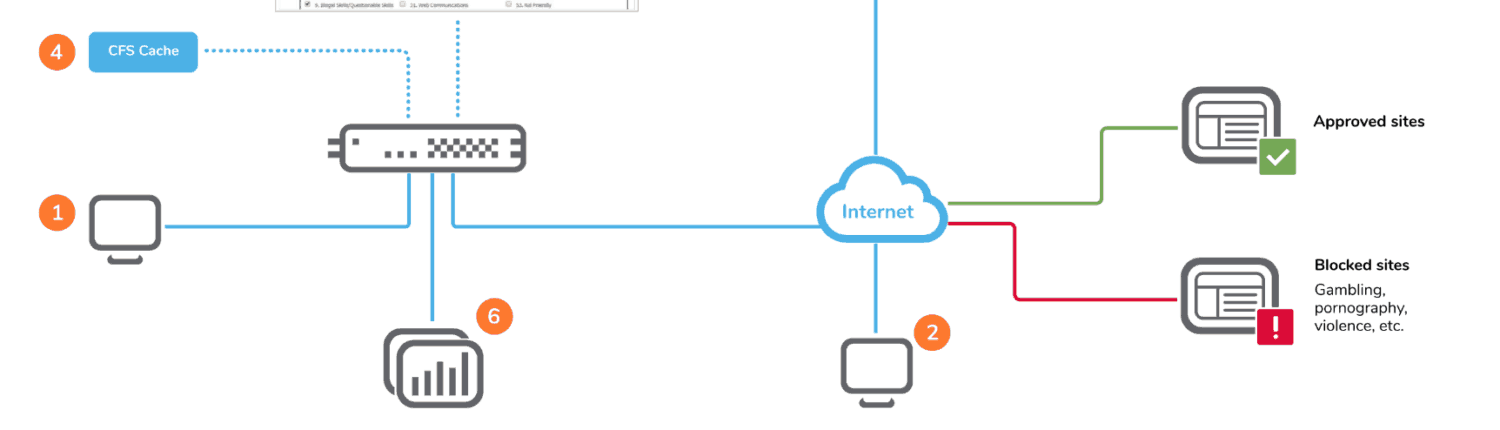 9. Illegal Skills/Questionable Skills 31. Web Communications 53. Not Friendly
4 CFS Cache
Approved sites
1
Internet
Blocked sites
Gambling,
pornography,
violence, etc.
6
2